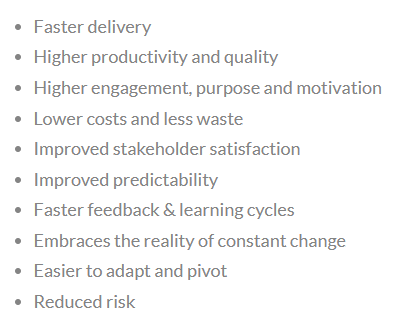 • Faster delivery
• Higher productivity and quality
• Higher engagement, purpose and motivation
• Lower costs and less waste
• Improved stakeholder satisfaction
• Improved predictability
• Faster feedback & learning cycles
• Embraces the reality of constant change
• Easier to adapt and pivot
• Reduced risk